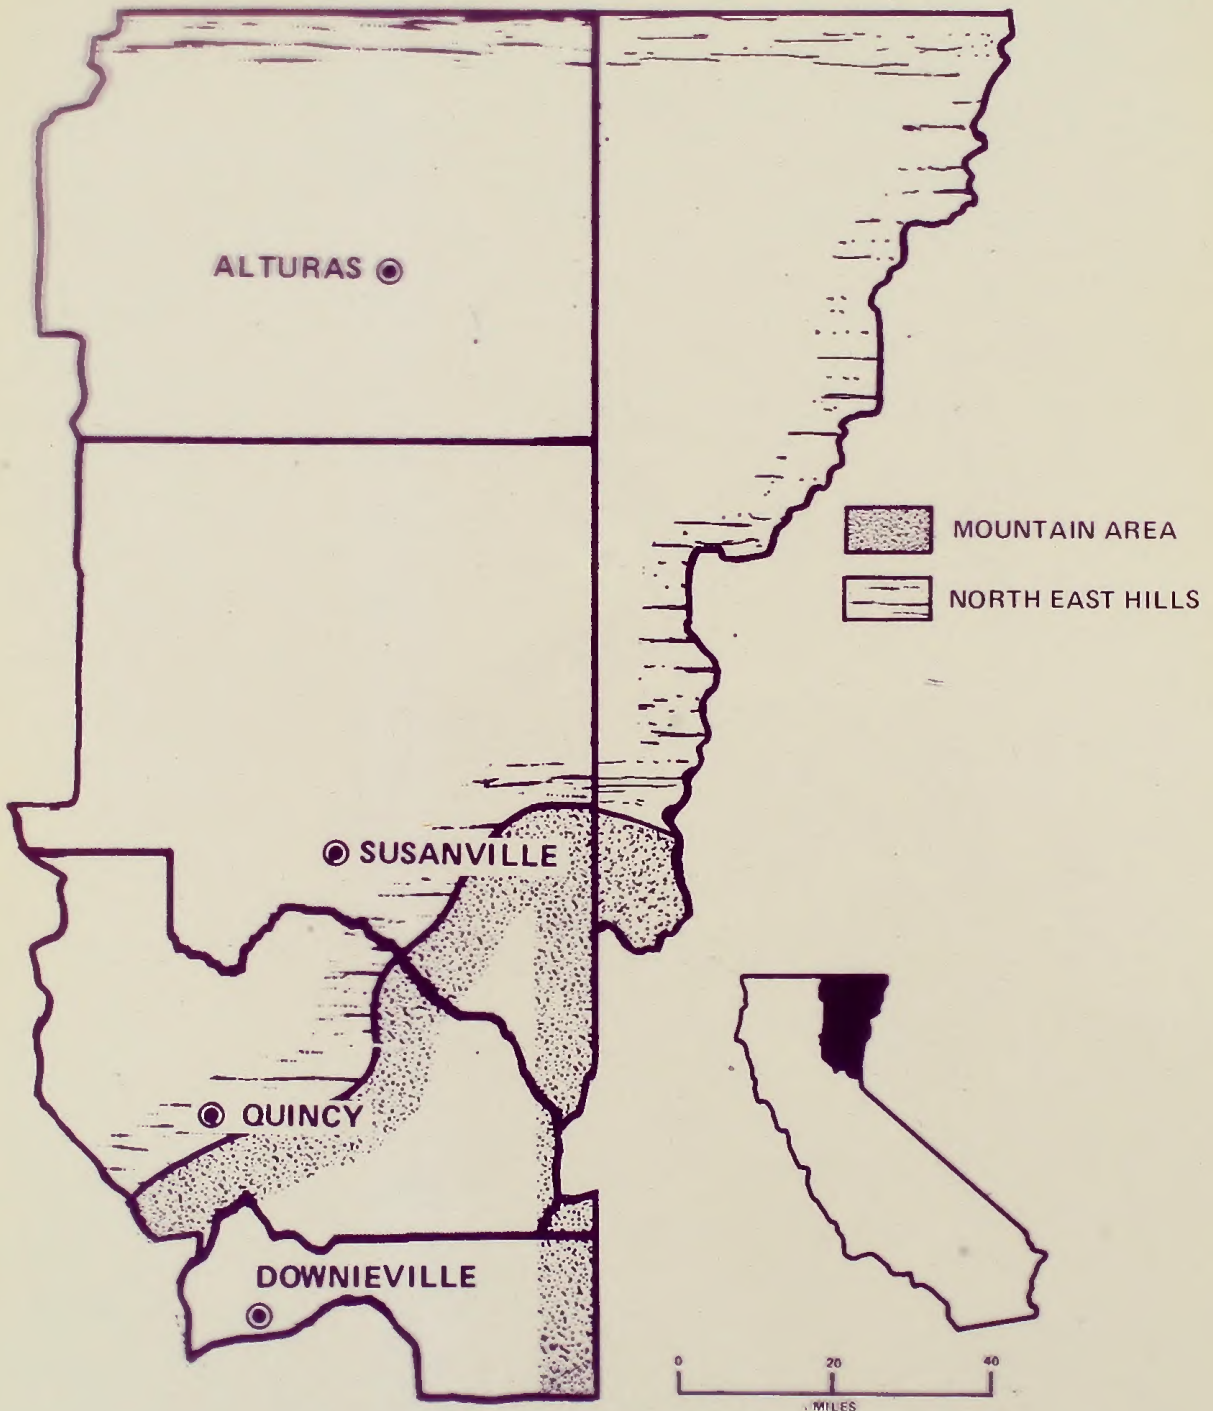 ALTURAS
MOUNTAIN AREA
NORTH EAST HILLS
SUSANVILLE
QUINCY
DOWNIEVILLE
0 20 40
MILES